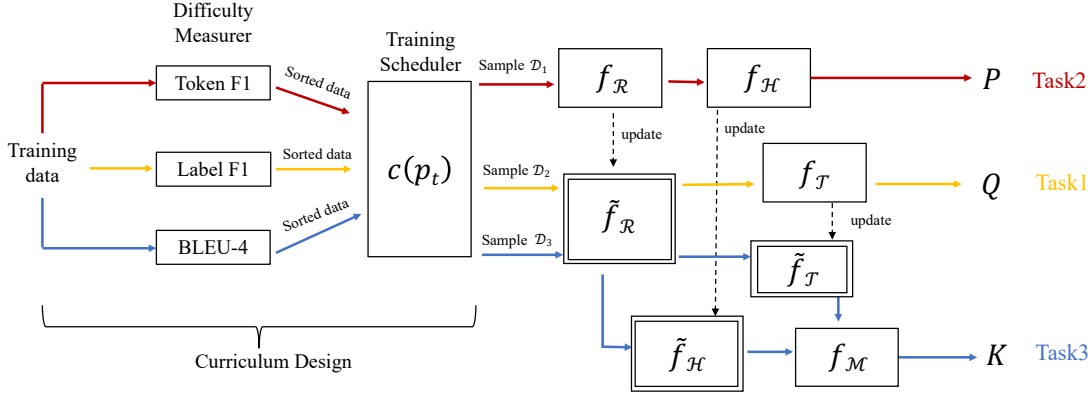 Difficulty
Measurer
Training
Scheduler
Token F1
Sorted data
Sample 𝒟₁
f_ℛ
f_ℋ
P
Task2
update
update
Training
data
Label F1
Sorted data
c(p_t)
Sample 𝒟₂
f̃_ℛ
f_𝒯
Q
Task1
update
BLEU-4
Sorted data
Sample 𝒟₃
f̃_𝒯
f̃_ℋ
f_ℳ
K
Task3
Curriculum Design